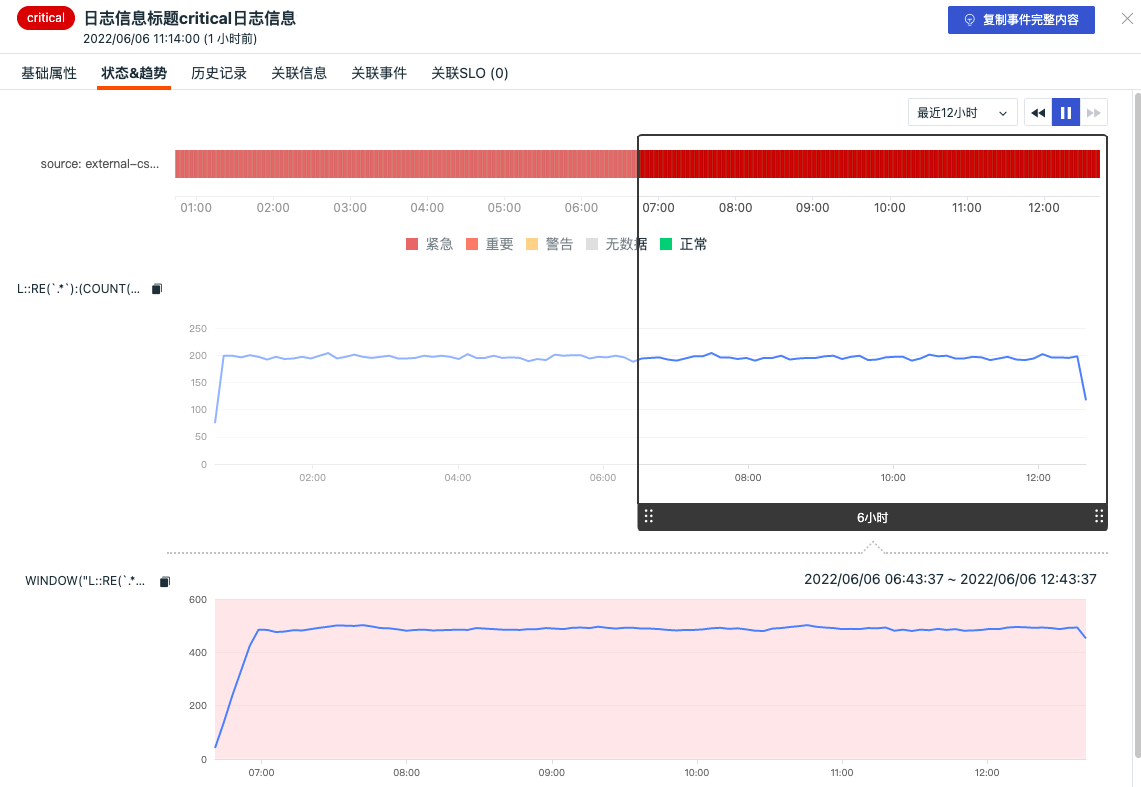 critical 日志信息标题critical日志信息
2022/06/06 11:14:00 (1 小时前)
复制事件完整内容
基础属性 状态&趋势 历史记录 关联信息 关联事件 关联SLO (0)
最近12小时
source: external-cs...
01:00 02:00 03:00 04:00 05:00 06:00 07:00 08:00 09:00 10:00 11:00 12:00
紧急 重要 警告 无数据 正常
L::RE(`.*`):(COUNT(...
250
200
150
100
50
0
02:00 04:00 06:00 08:00 10:00 12:00
6小时
WINDOW("L::RE(`.*...
2022/06/06 06:43:37 ~ 2022/06/06 12:43:37
600
400
200
0
07:00 08:00 09:00 10:00 11:00 12:00